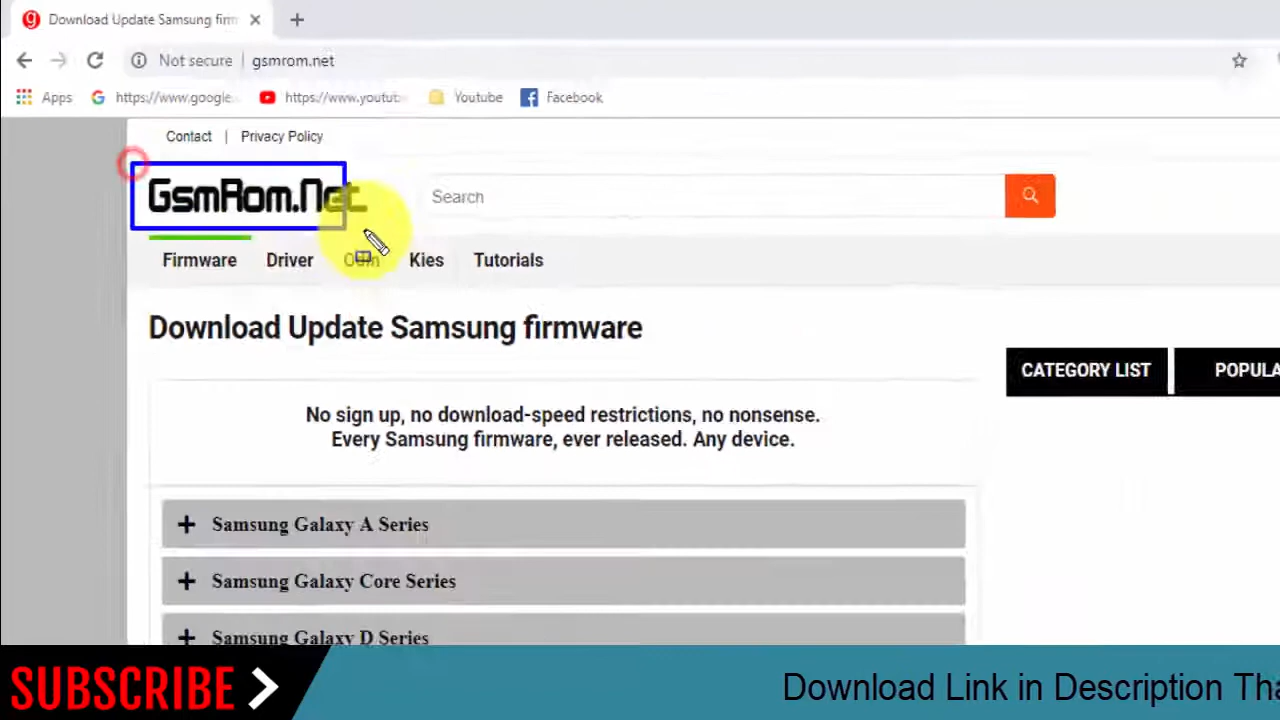 Download Update Samsung firm
Not secure | gsmrom.net
Apps https://www.google. https://www.youtub Youtube Facebook
Contact | Privacy Policy
GsmRom.Net
Search
Firmware Driver Odin Kies Tutorials
Download Update Samsung firmware
CATEGORY LIST POPULA
No sign up, no download-speed restrictions, no nonsense.
Every Samsung firmware, ever released. Any device.
+ Samsung Galaxy A Series
+ Samsung Galaxy Core Series
+ Samsung Galaxy D Series
SUBSCRIBE
Download Link in Description Tha